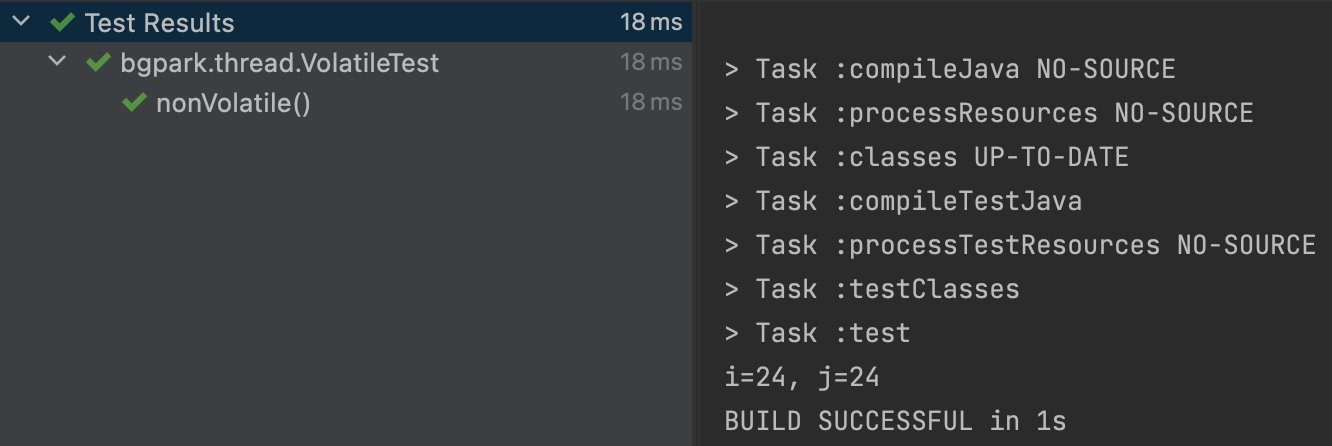 Test Results 18 ms
bgpark.thread.VolatileTest 18 ms
nonVolatile() 18 ms
> Task :compileJava NO-SOURCE
> Task :processResources NO-SOURCE
> Task :classes UP-TO-DATE
> Task :compileTestJava
> Task :processTestResources NO-SOURCE
> Task :testClasses
> Task :test
i=24, j=24
BUILD SUCCESSFUL in 1s